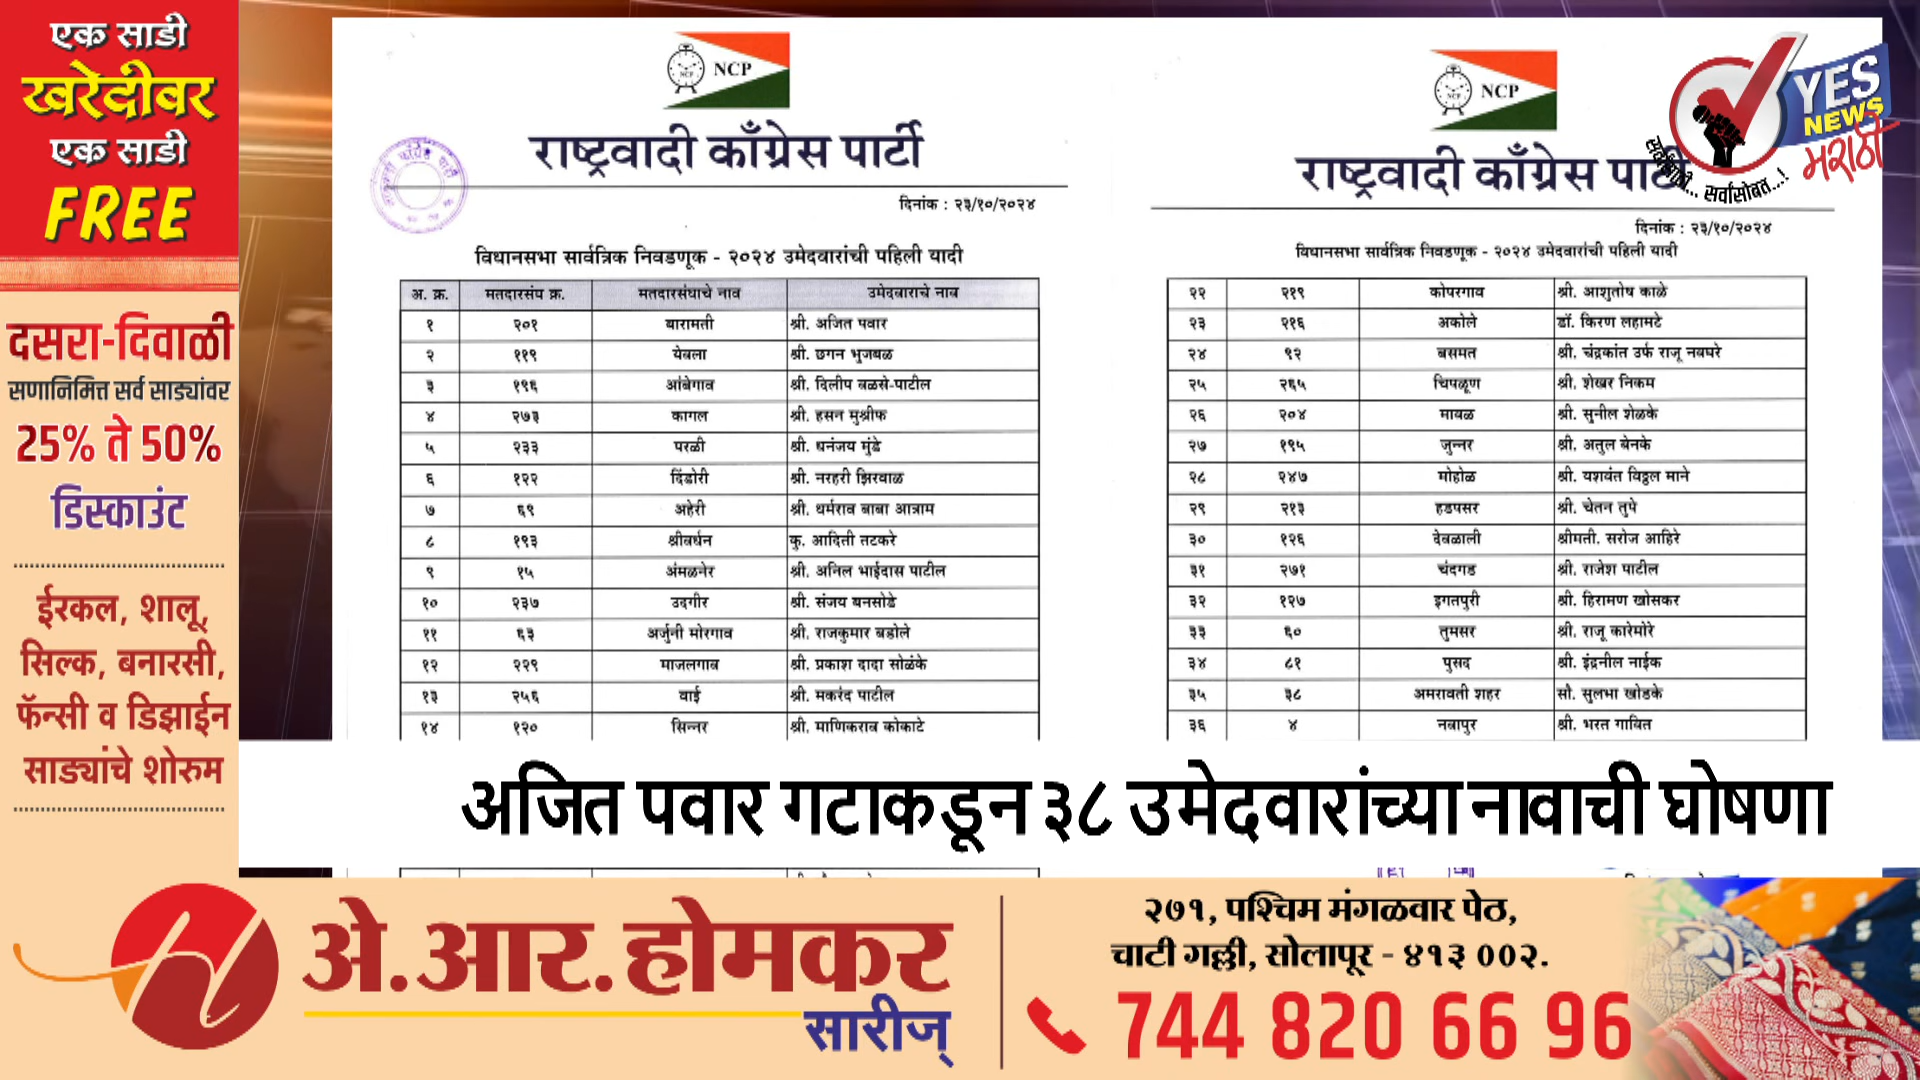 एक साडी
खरेदीवर
एक साडी
FREE
दसरा-दिवाळी
सणानिमित्त सर्व साड्यांवर
25% ते 50%
डिस्काउंट
ईरकल, शालू,
सिल्क, बनारसी,
फॅन्सी व डिझाईन
साड्यांचे शोरुम
NCP
राष्ट्रवादी काँग्रेस पार्टी
दिनांक : २३/१०/२०२४
विधानसभा सार्वत्रिक निवडणूक - २०२४ उमेदवारांची पहिली यादी
अ. क्र. मतदारसंघ क्र. मतदारसंघाचे नाव उमेदवाराचे नाव
१ २०१ बारामती श्री. अजित पवार
२ ११९ येवला श्री. छगन भुजबळ
३ १९६ आंबेगाव श्री. दिलीप वळसे-पाटील
४ २७३ कागल श्री. हसन मुश्रीफ
५ २३३ परळी श्री. धनंजय मुंडे
६ १२२ दिंडोरी श्री. नरहरी झिरवाळ
७ ६९ अहेरी श्री. धर्मराव बाबा आत्राम
८ १९३ श्रीवर्धन कु. आदिती तटकरे
९ १५ अंमळनेर श्री. अनिल भाईदास पाटील
१० २३७ उदगीर श्री. संजय बनसोडे
११ ६३ अर्जुनी मोरगाव श्री. राजकुमार बडोले
१२ २२९ माजलगाव श्री. प्रकाश दादा सोळंके
१३ २५६ वाई श्री. मकरंद पाटील
१४ १२० सिन्नर श्री. माणिकराव कोकाटे
NCP
राष्ट्रवादी काँग्रेस पार्टी
दिनांक : २३/१०/२०२४
विधानसभा सार्वत्रिक निवडणूक - २०२४ उमेदवारांची पहिली यादी
२२ २१९ कोपरगाव श्री. आशुतोष काळे
२३ २१६ अकोले डॉ. किरण लहामटे
२४ ९२ बसमत श्री. चंद्रकांत उर्फ राजू नवघरे
२५ २६५ चिपळूण श्री. शेखर निकम
२६ २०४ मावळ श्री. सुनील शेळके
२७ १९५ जुन्नर श्री. अतुल बेनके
२८ २४७ मोहोळ श्री. यशवंत विठ्ठल माने
२९ २१३ हडपसर श्री. चेतन तुपे
३० १२६ देवळाली श्रीमती. सरोज आहिरे
३१ २७१ चंदगड श्री. राजेश पाटील
३२ १२७ इगतपुरी श्री. हिरामण खोसकर
३३ ६० तुमसर श्री. राजू कारेमोरे
३४ ८१ पुसद श्री. इंद्रनील नाईक
३५ ३८ अमरावती शहर सौ. सुलभा खोडके
३६ ४ नवापुर श्री. भरत गावित
YES
NEWS
मराठी
सर्वांसाठी... सर्वांसोबत...!
अजित पवार गटाकडून ३८ उमेदवारांच्या नावाची घोषणा
अे.आर.होमकर
सारीज्
२७१, पश्चिम मंगळवार पेठ,
चाटी गल्ली, सोलापूर - ४१३ ००२.
744 820 66 96